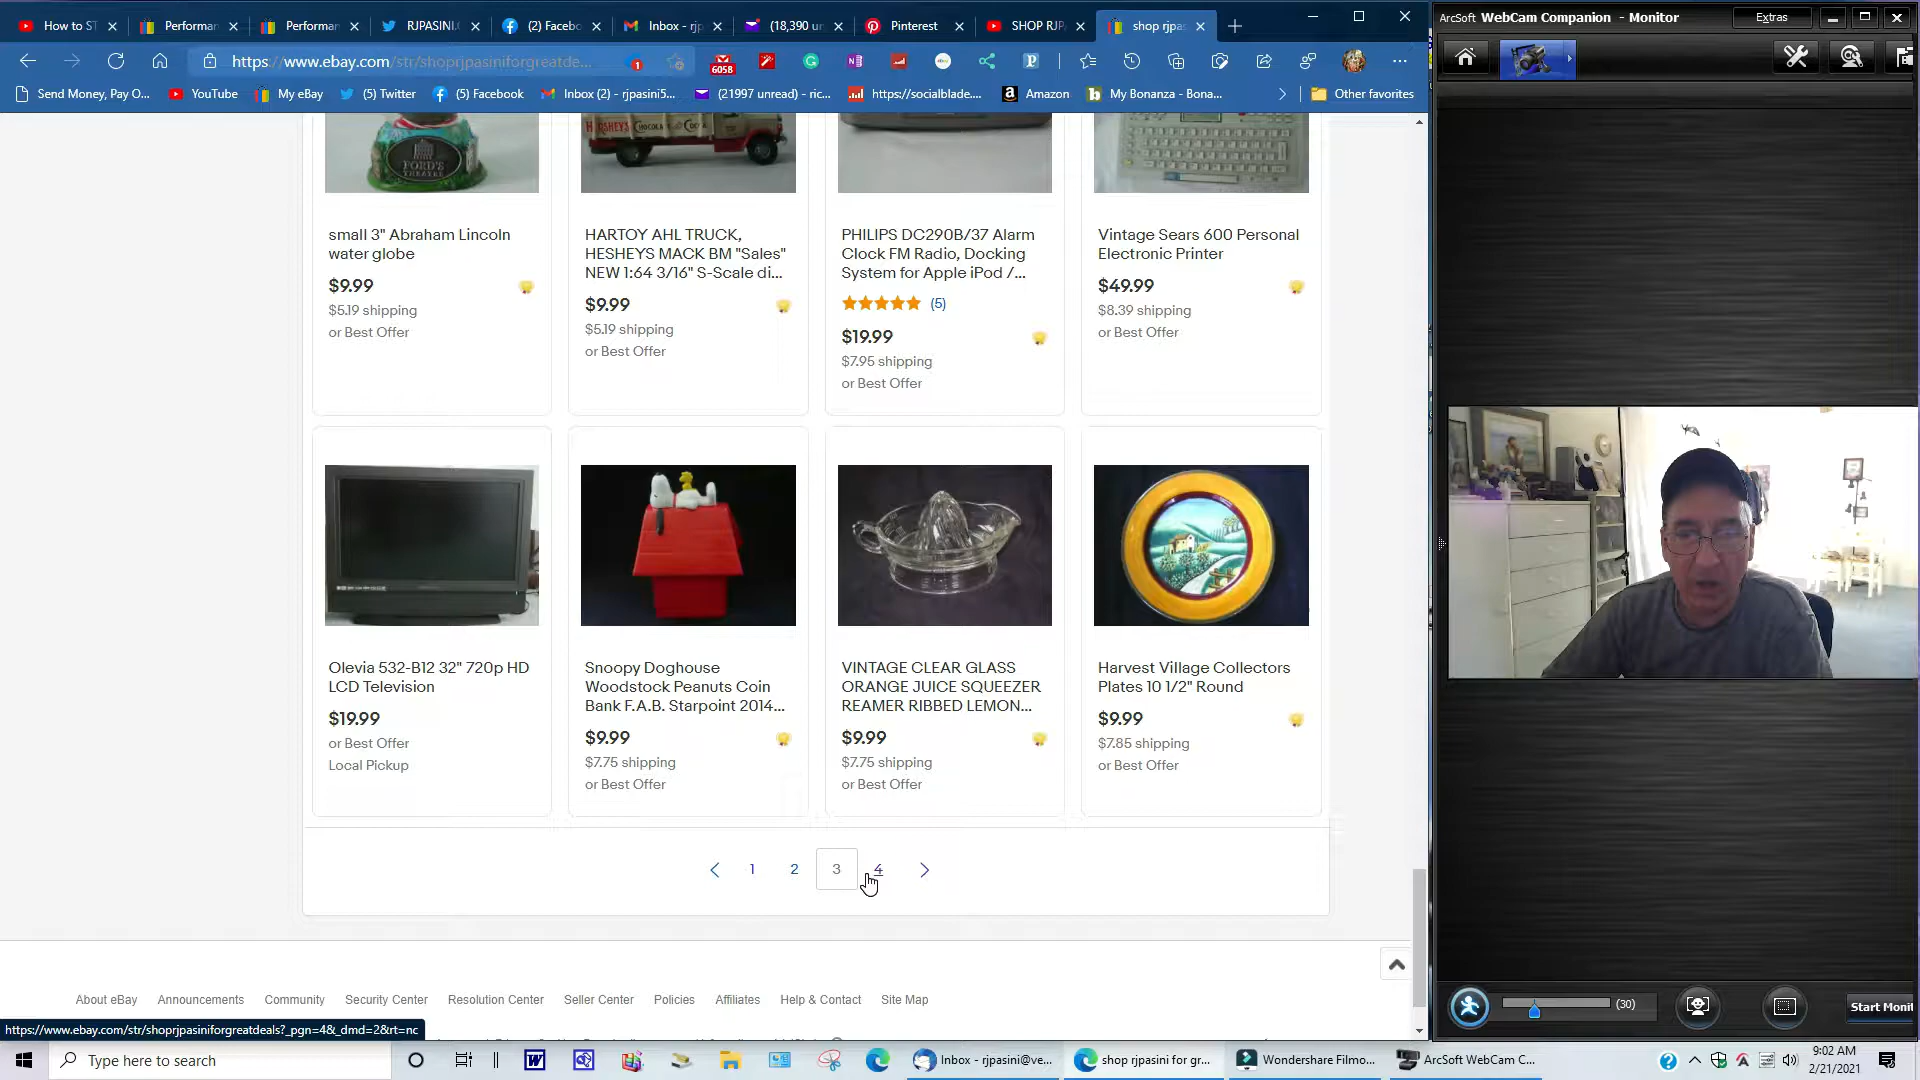 How to ST
Performan
Performan
RJPASINI.
(2) Facebo
Inbox - rjp
(18,390 un
Pinterest
SHOP RJP
shop rjpas
https://www.ebay.com/str/shoprjpasiniforgreatde...
1
6058
Send Money, Pay O...
YouTube
My eBay
(5) Twitter
(5) Facebook
Inbox (2) - rjpasini5...
(21997 unread) - ric...
https://socialblade....
Amazon
My Bonanza - Bona...
Other favorites
ArcSoft WebCam Companion - Monitor
Extras
FORD'S
THEATRE
HERSHEY'S CHOCOLATE COCOA
small 3" Abraham Lincoln
water globe
$9.99
$5.19 shipping
or Best Offer
HARTOY AHL TRUCK,
HESHEYS MACK BM "Sales"
NEW 1:64 3/16" S-Scale di...
$9.99
$5.19 shipping
or Best Offer
PHILIPS DC290B/37 Alarm
Clock FM Radio, Docking
System for Apple iPod /...
(5)
$19.99
$7.95 shipping
or Best Offer
Vintage Sears 600 Personal
Electronic Printer
$49.99
$8.39 shipping
or Best Offer
Olevia 532-B12 32" 720p HD
LCD Television
$19.99
or Best Offer
Local Pickup
Snoopy Doghouse
Woodstock Peanuts Coin
Bank F.A.B. Starpoint 2014...
$9.99
$7.75 shipping
or Best Offer
VINTAGE CLEAR GLASS
ORANGE JUICE SQUEEZER
REAMER RIBBED LEMON...
$9.99
$7.75 shipping
or Best Offer
Harvest Village Collectors
Plates 10 1/2" Round
$9.99
$7.85 shipping
or Best Offer
1 2 3 4
About eBay Announcements Community Security Center Resolution Center Seller Center Policies Affiliates Help & Contact Site Map
https://www.ebay.com/str/shoprjpasiniforgreatdeals?_pgn=4&_dmd=2&rt=nc
(30)
Start Monit
Type here to search
Inbox - rjpasini@ve...
shop rjpasini for gr...
Wondershare Filmo...
ArcSoft WebCam C...
9:02 AM
2/21/2021